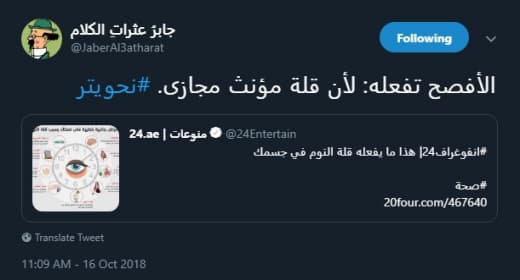 جابرَ عثراتِ الكلام
@JaberAl3atharat
Following
الأفصح تفعله: لأن قلة مؤنث مجازى. #نحويتر
24.ae | منوعات @24Entertain
#انفوغراف24| هذا ما يفعله قلة النوم في جسمك
#صحة
20four.com/467640
Translate Tweet
11:09 AM - 16 Oct 2018